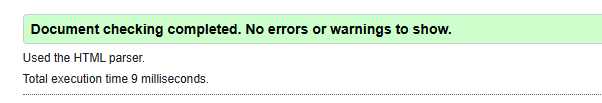 Document checking completed. No errors or warnings to show.
Used the HTML parser.
Total execution time 9 milliseconds.